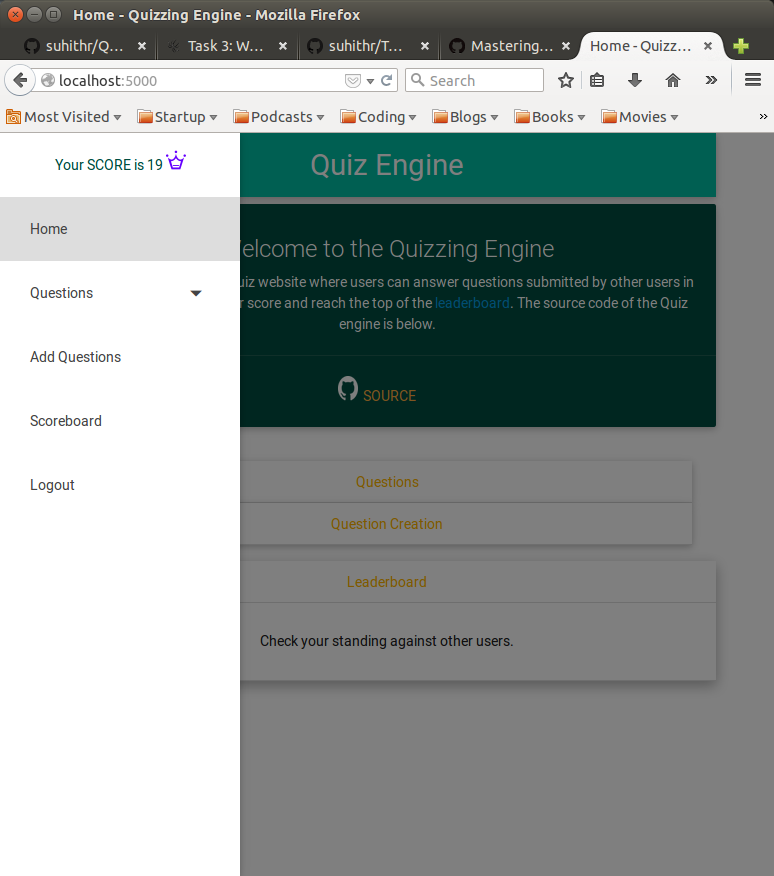 Home - Quizzing Engine - Mozilla Firefox
suhithr/Q... Task 3: W... suhithr/T... Mastering... Home - Quizz...
localhost:5000 Search
Most Visited Startup Podcasts Coding Blogs Books Movies
Your SCORE is 19
Quiz Engine
Home
elcome to the Quizzing Engine
uiz website where users can answer questions submitted by other users in
Questions
r score and reach the top of the leaderboard. The source code of the Quiz
engine is below.
Add Questions
SOURCE
Scoreboard
Questions
Logout
Question Creation
Leaderboard
Check your standing against other users.